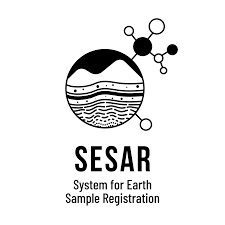 SESAR
System for Earth
Sample Registration